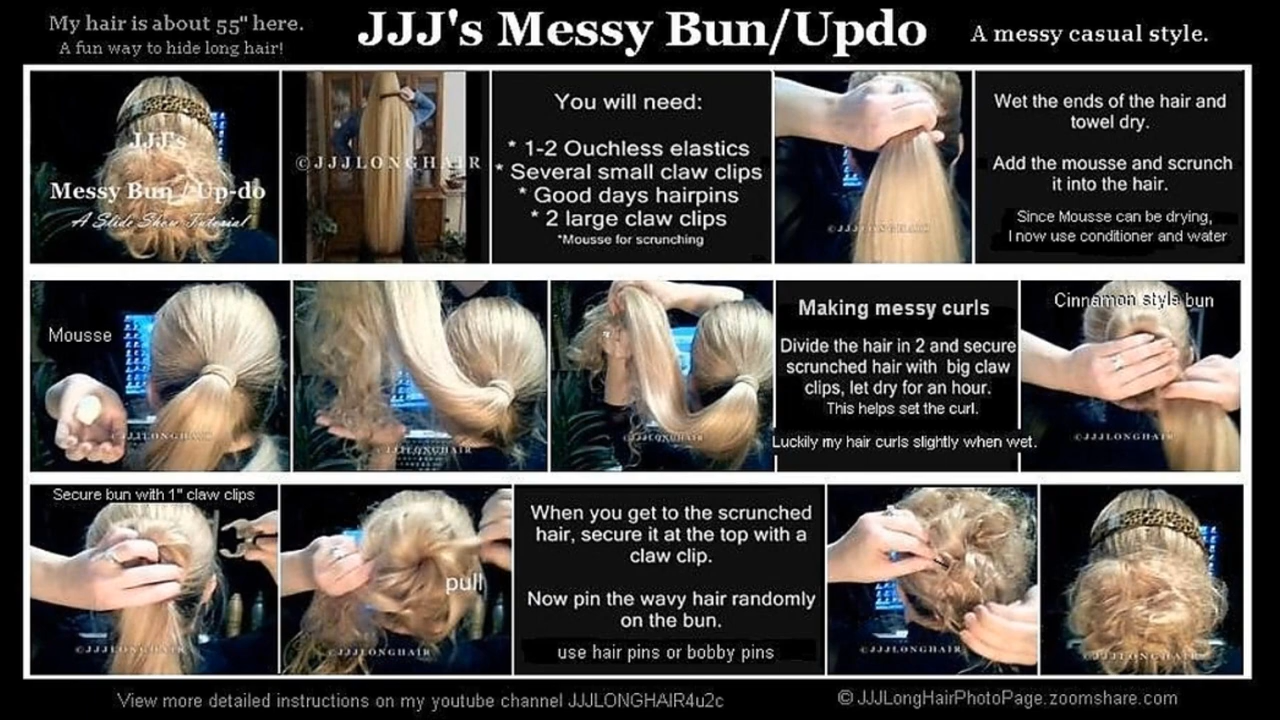 My hair is about 55" here.
A fun way to hide long hair!
JJJ's Messy Bun/Updo
A messy casual style.
JJJ's
Messy Bun / Up-do
A Slide Show Tutorial
©JJJLONGHAIR
You will need:
* 1-2 Ouchless elastics
* Several small claw clips
* Good days hairpins
* 2 large claw clips
*Mousse for scrunching
©JJJLONGHAIR
Wet the ends of the hair and
towel dry.
Add the mousse and scrunch
it into the hair.
Since Mousse can be drying,
I now use conditioner and water
Mousse
©JJJLONGHAIR
©JJJLONGHAIR
©JJJLONGHAIR
Making messy curls
Divide the hair in 2 and secure
scrunched hair with big claw
clips, let dry for an hour.
This helps set the curl.
Luckily my hair curls slightly when wet.
Cinnamon style bun
©JJJLONGHAIR
Secure bun with 1" claw clips
©JJJLONGHAIR
pull
©JJJLONGHAIR
When you get to the scrunched
hair, secure it at the top with a
claw clip.
Now pin the wavy hair randomly
on the bun.
use hair pins or bobby pins
©JJJLONGHAIR
©JJJLONGHAIR
View more detailed instructions on my youtube channel JJJLONGHAIR4u2c
© JJJLongHairPhotoPage.zoomshare.com